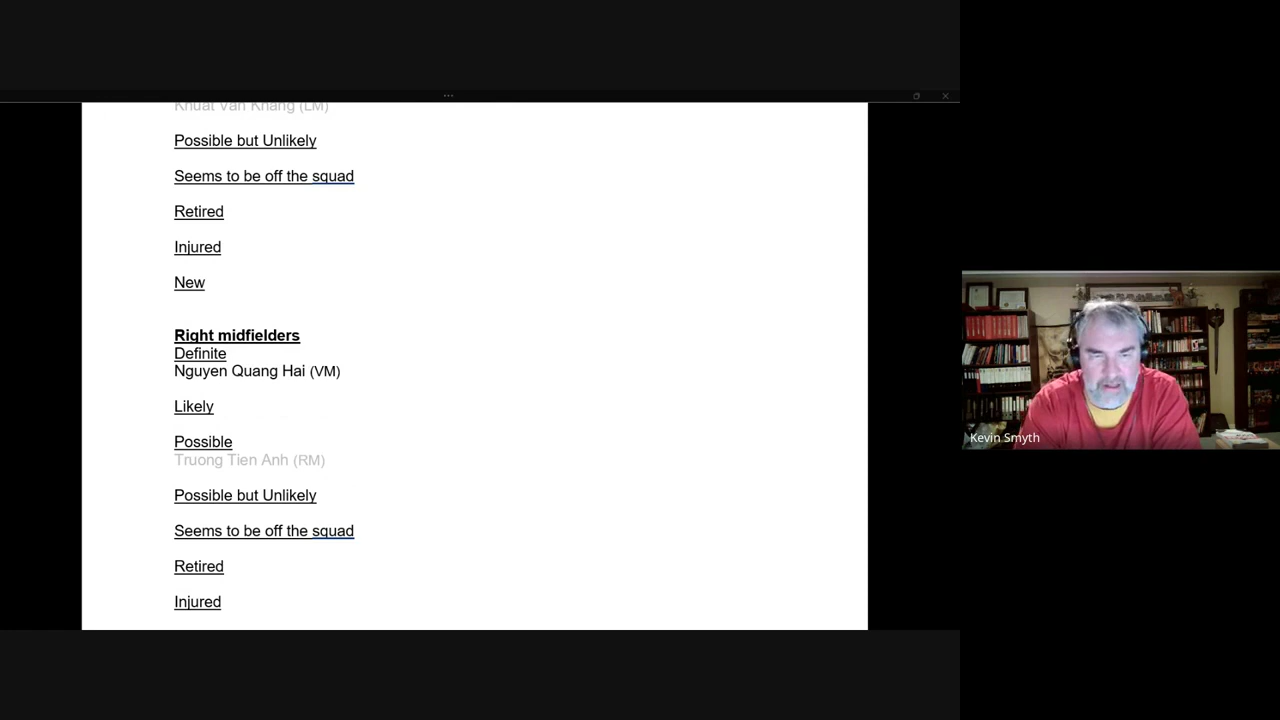 Khuat Van Khang (LM)
Possible but Unlikely
Seems to be off the squad
Retired
Injured
New
Right midfielders
Definite
Nguyen Quang Hai (VM)
Likely
Possible
Truong Tien Anh (RM)
Possible but Unlikely
Seems to be off the squad
Retired
Injured
Kevin Smyth